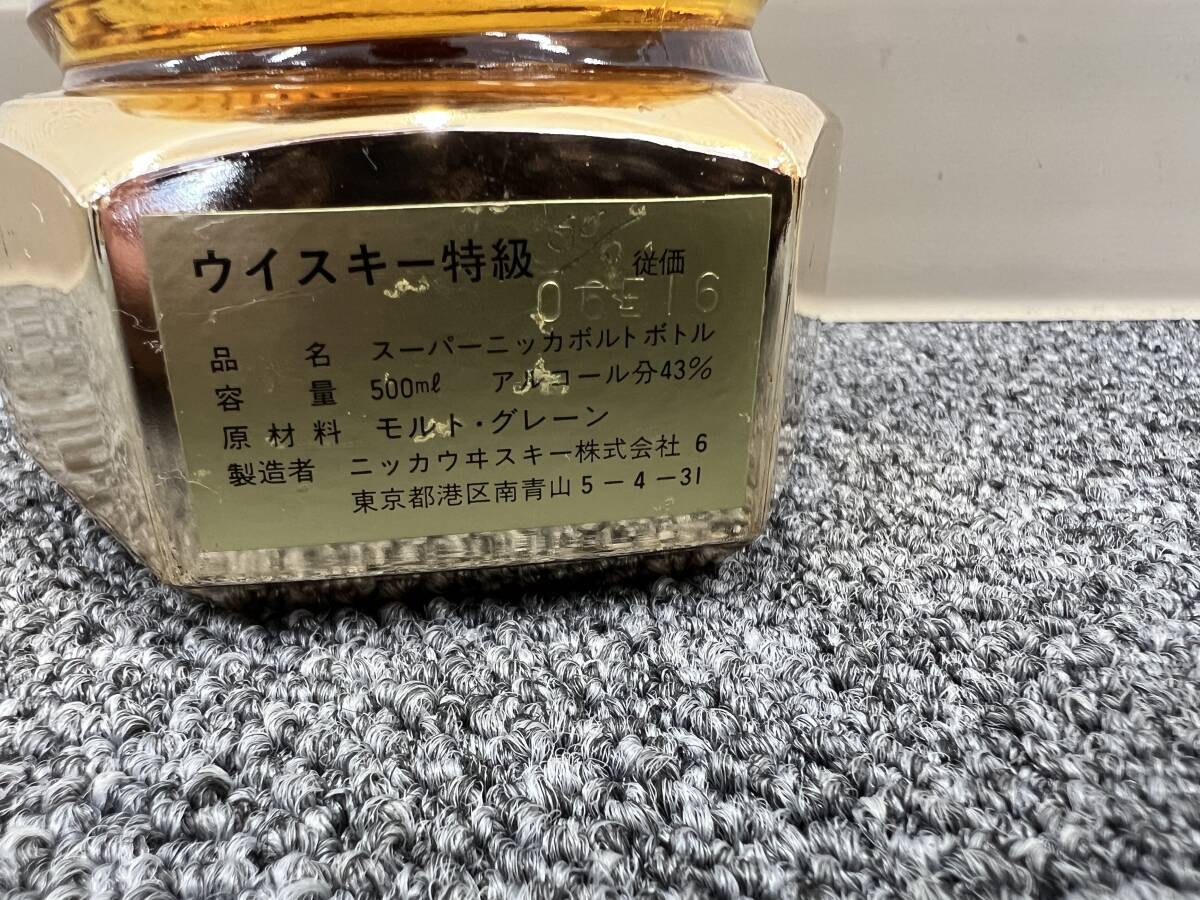 ウイスキー特級 従価
06E16
品名 スーパーニッカボルトボトル
容量 500mℓ アルコール分43%
原材料 モルト・グレーン
製造者 ニッカウヰスキー株式会社 6
東京都港区南青山5-4-31